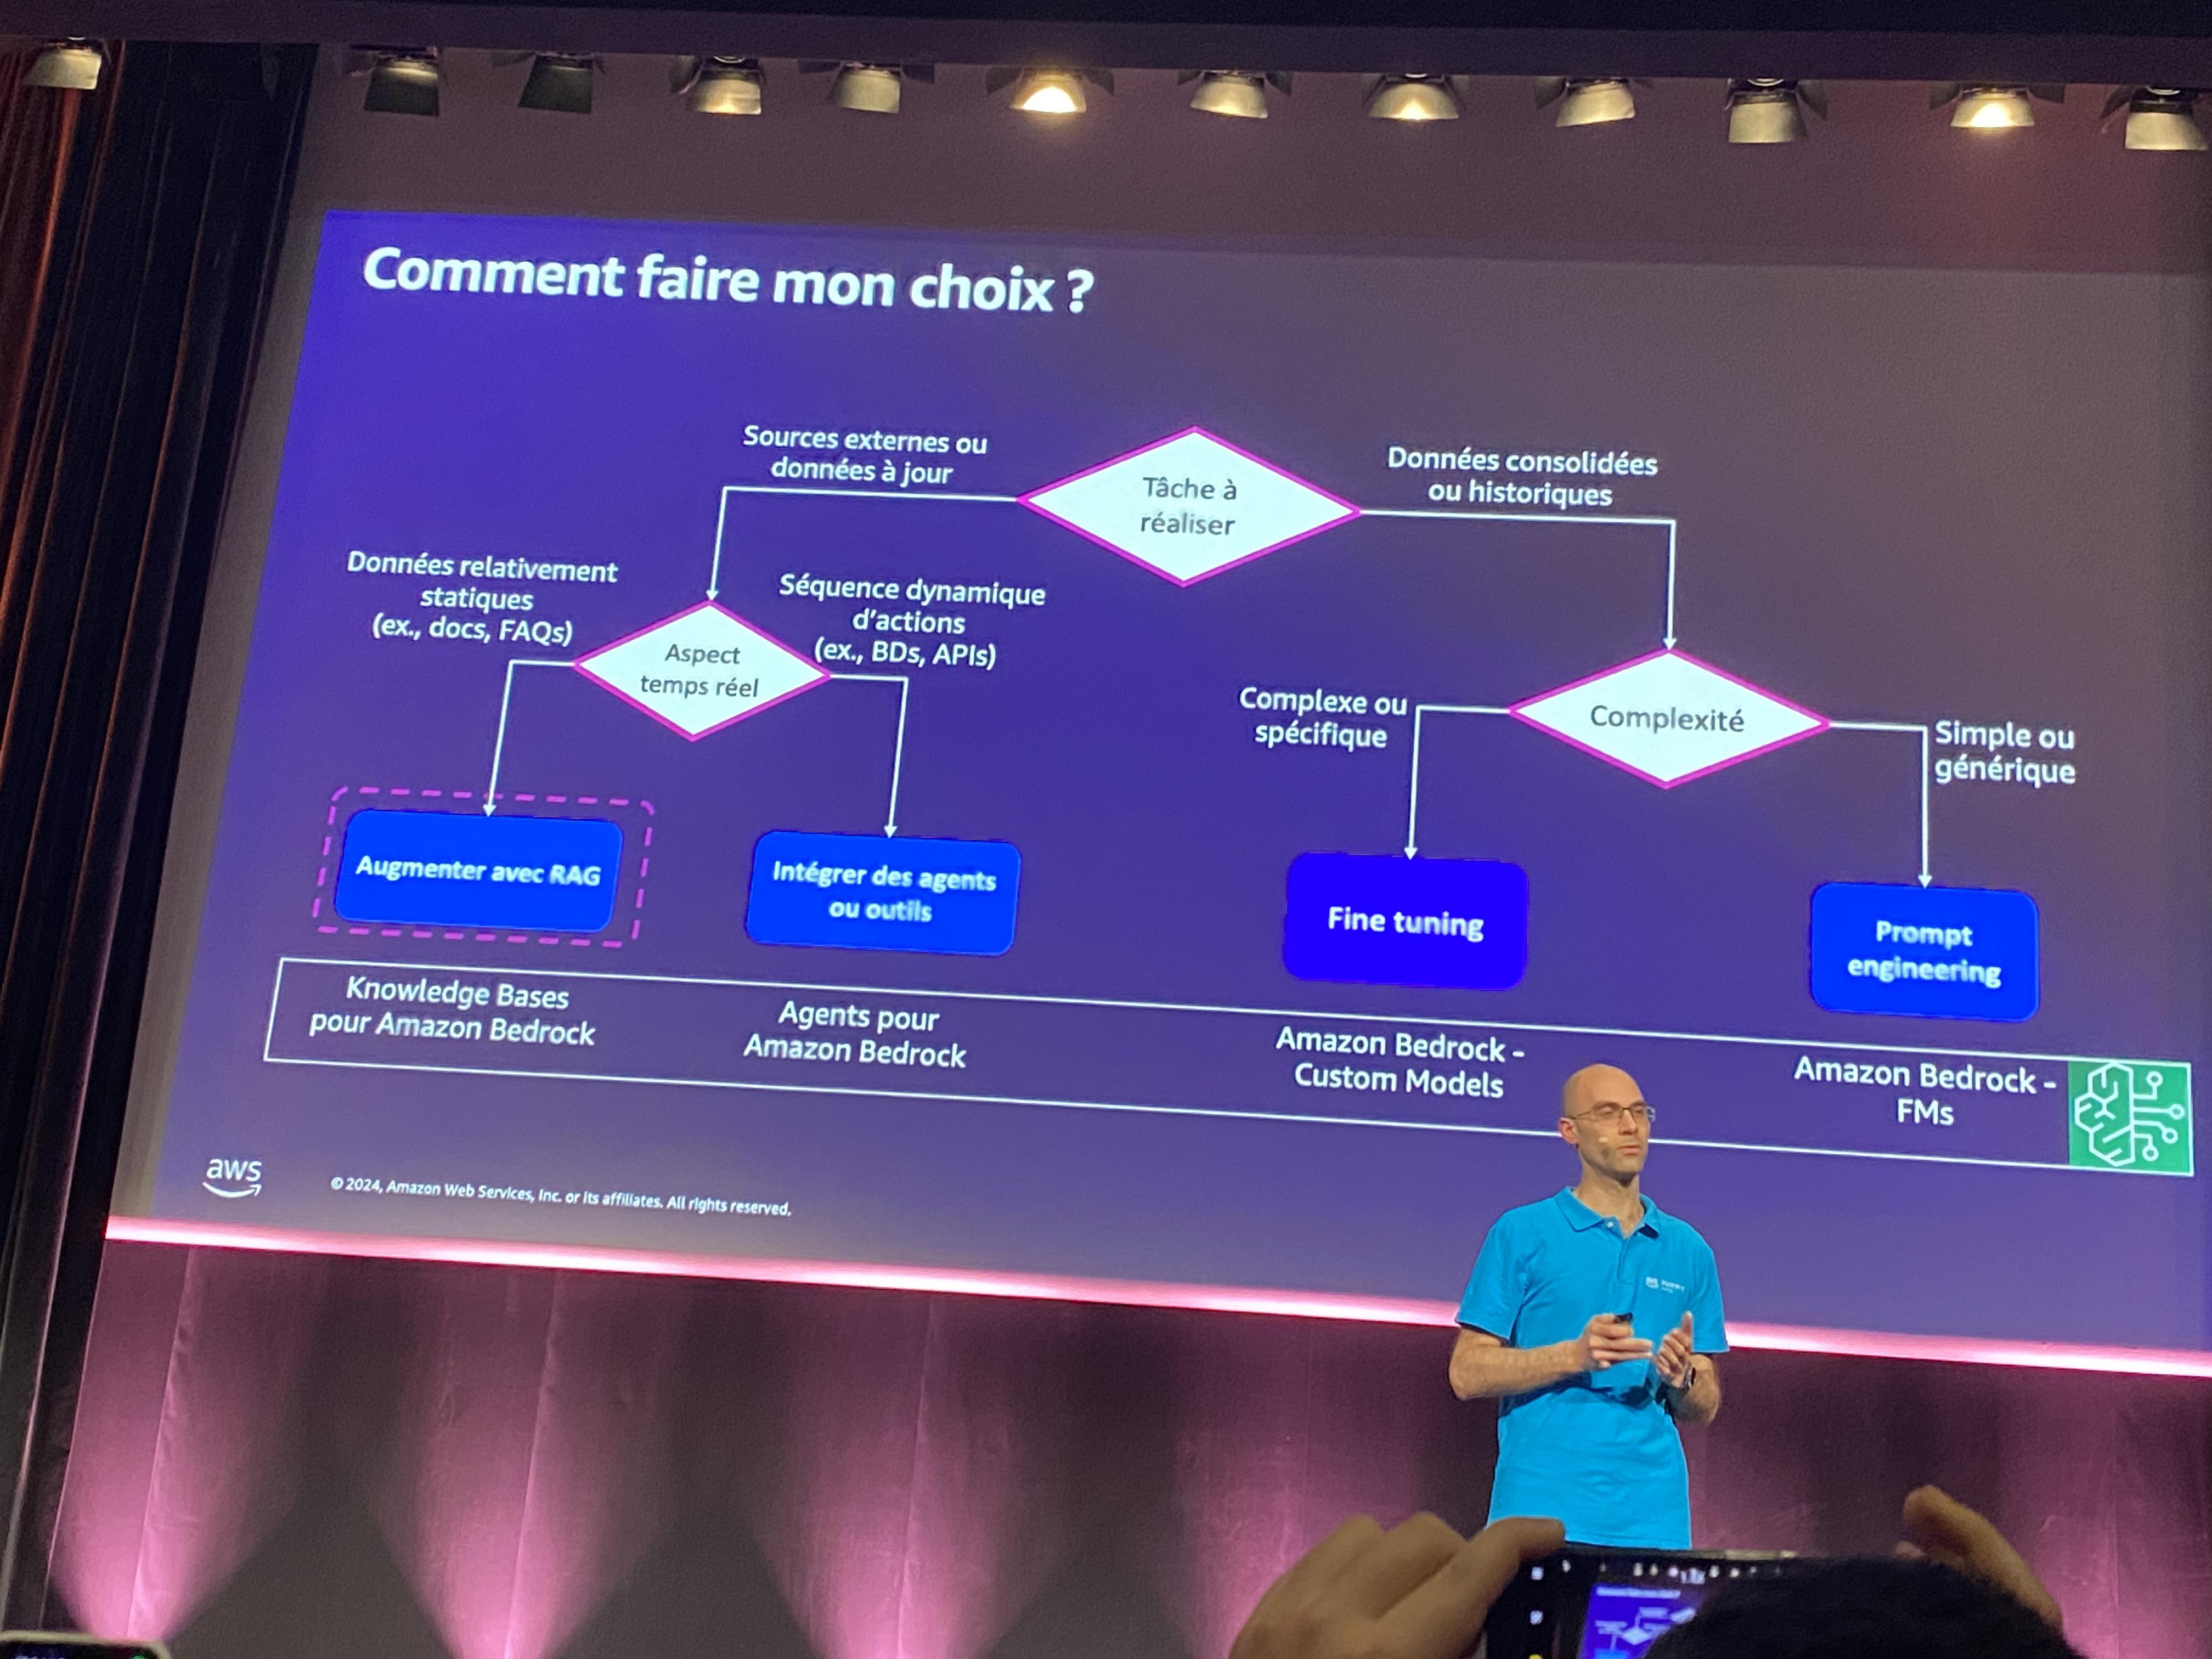 Comment faire mon choix ?
Sources externes ou
données à jour
Tâche à
réaliser
Données consolidées
ou historiques
Données relativement
statiques
(ex., docs, FAQs)
Aspect
temps réel
Séquence dynamique
d'actions
(ex., BDs, APIs)
Complexe ou
spécifique
Complexité
Simple ou
générique
Augmenter avec RAG
Intégrer des agents
ou outils
Fine tuning
Prompt
engineering
Knowledge Bases
pour Amazon Bedrock
Agents pour
Amazon Bedrock
Amazon Bedrock -
Custom Models
Amazon Bedrock -
FMs
aws
© 2024, Amazon Web Services, Inc. or its affiliates. All rights reserved.